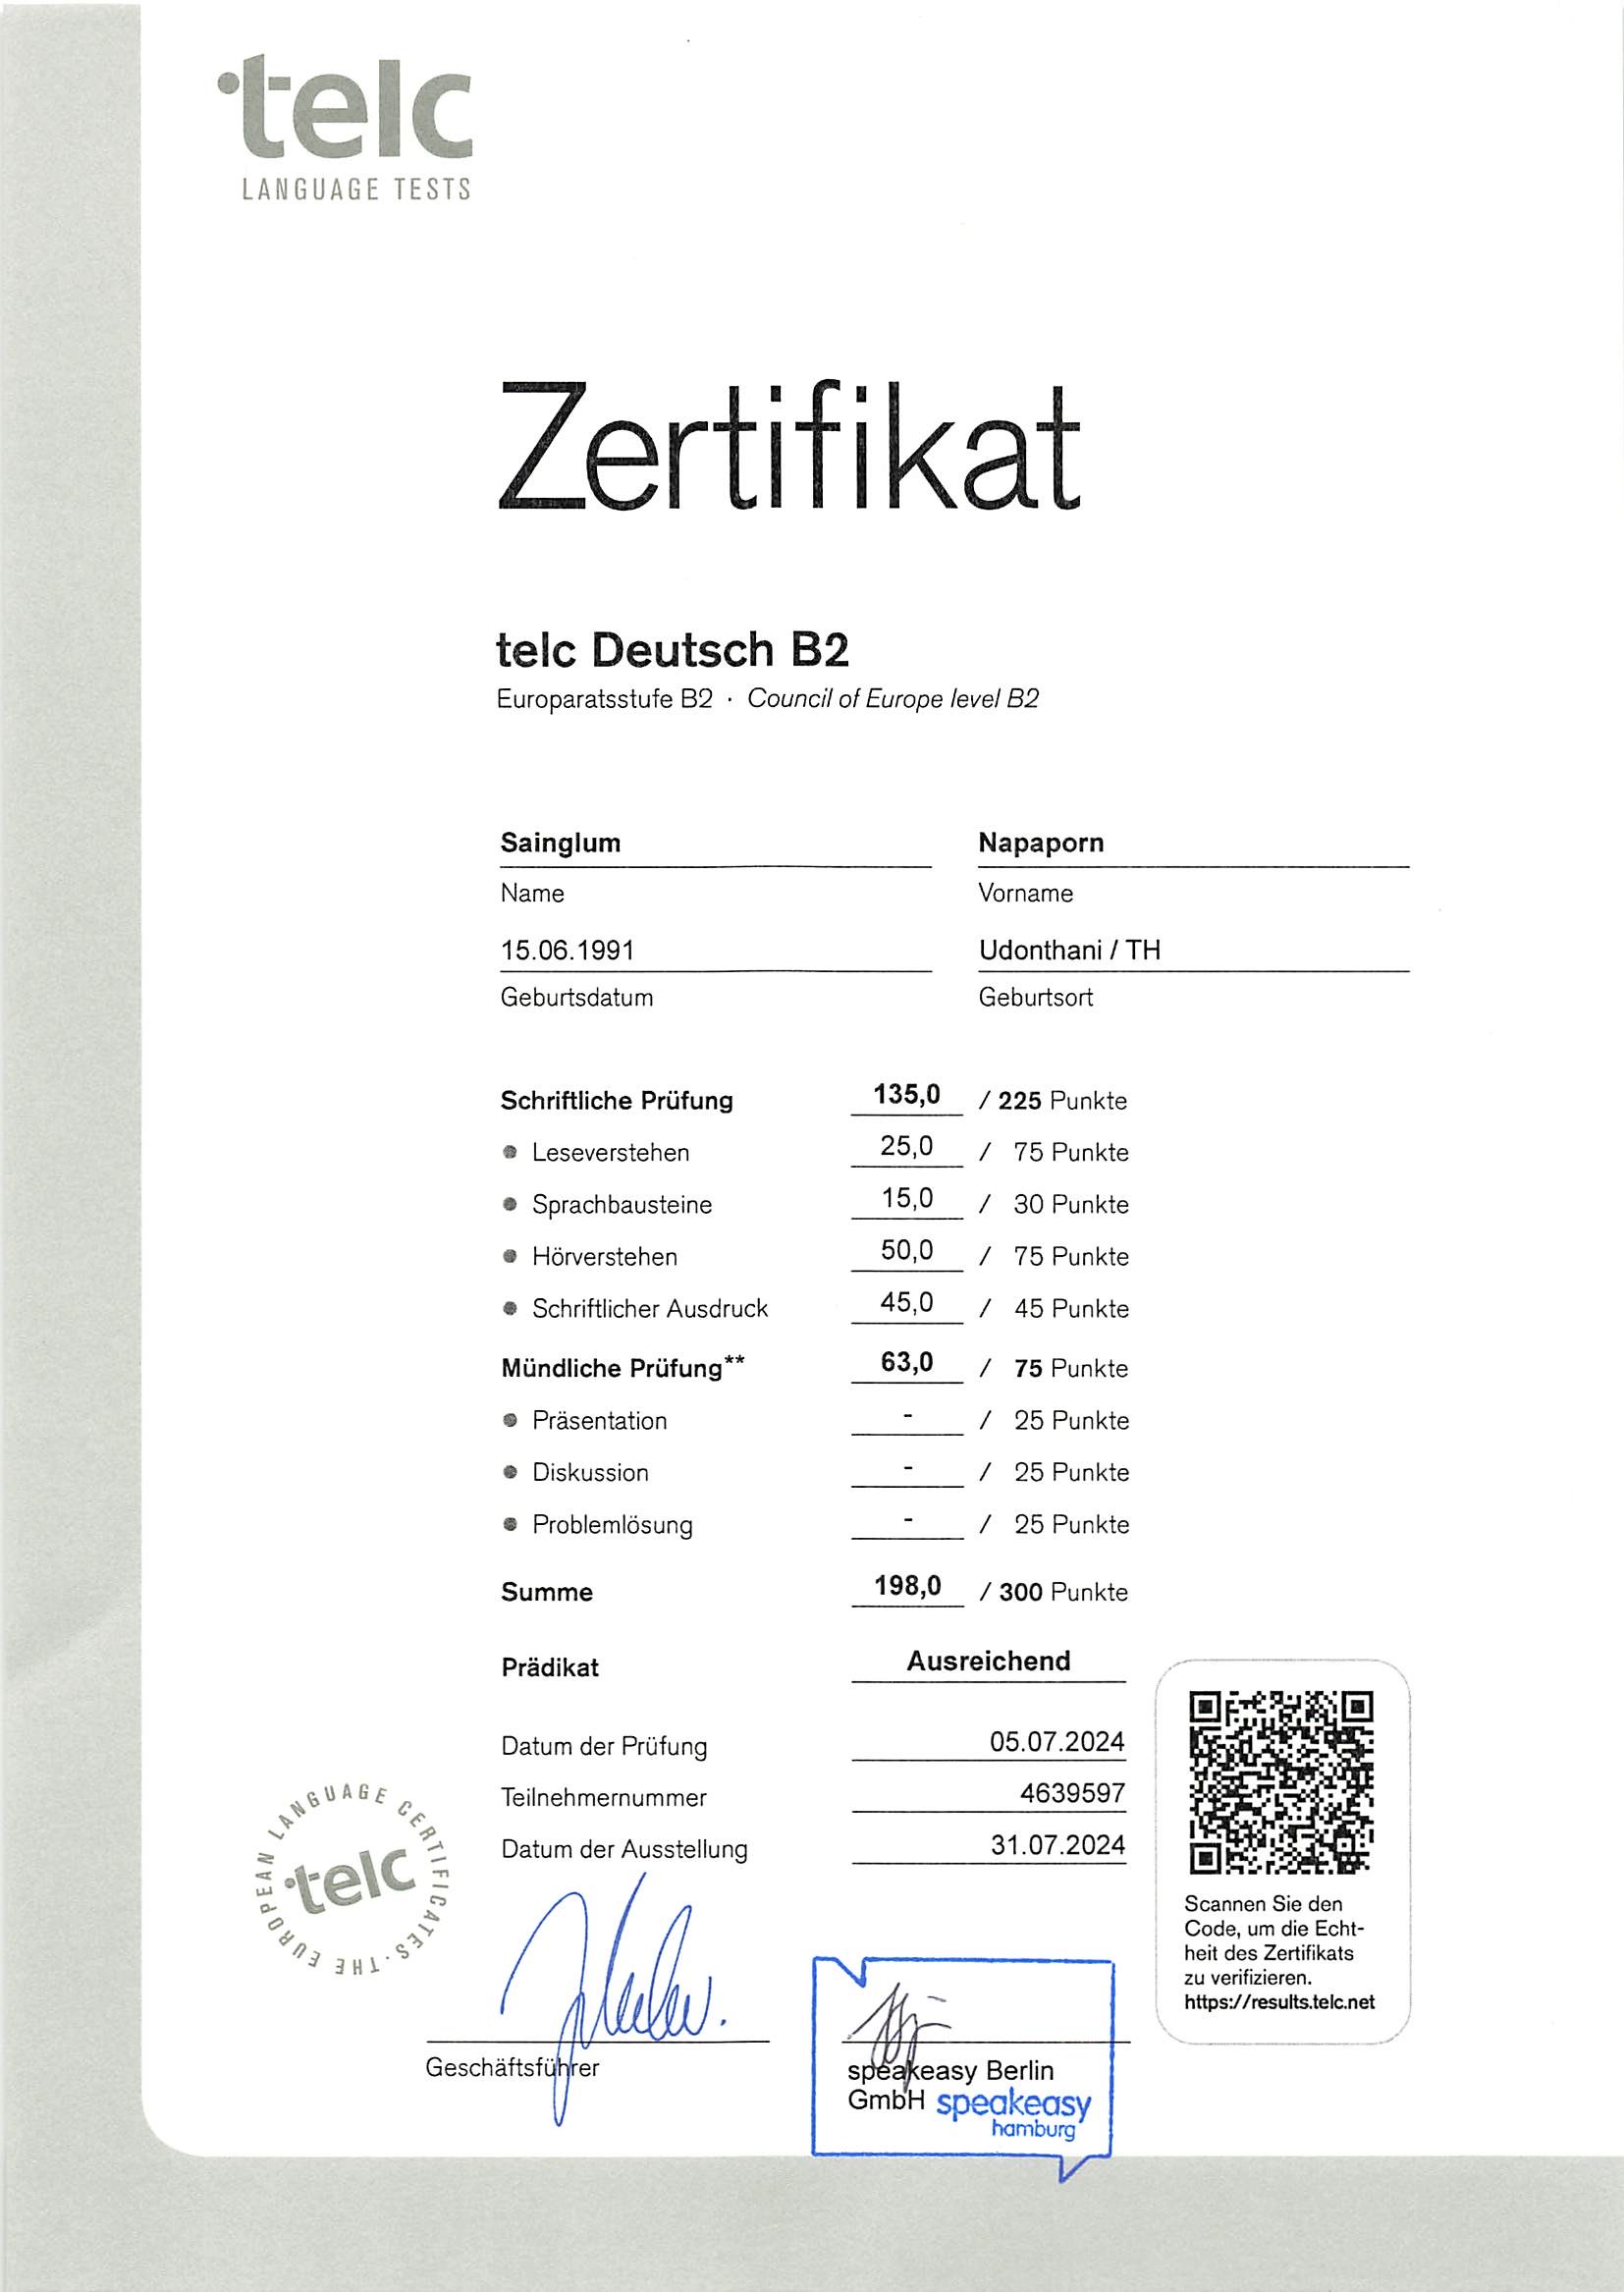 telc
LANGUAGE TESTS
Zertifikat
telc Deutsch B2
Europaratsstufe B2 · Council of Europe level B2
Sainglum Napaporn
Name Vorname
15.06.1991 Udonthani / TH
Geburtsdatum Geburtsort
Schriftliche Prüfung 135,0 / 225 Punkte
● Leseverstehen 25,0 / 75 Punkte
● Sprachbausteine 15,0 / 30 Punkte
● Hörverstehen 50,0 / 75 Punkte
● Schriftlicher Ausdruck 45,0 / 45 Punkte
Mündliche Prüfung** 63,0 / 75 Punkte
● Präsentation - / 25 Punkte
● Diskussion - / 25 Punkte
● Problemlösung - / 25 Punkte
Summe 198,0 / 300 Punkte
Prädikat Ausreichend
Datum der Prüfung 05.07.2024
Teilnehmernummer 4639597
Datum der Ausstellung 31.07.2024
THE EUROPEAN LANGUAGE CERTIFICATES ·
telc
Scannen Sie den
Code, um die Echt-
heit des Zertifikats
zu verifizieren.
https://results.telc.net
Geschäftsführer
speakeasy Berlin
GmbH speakeasy
hamburg